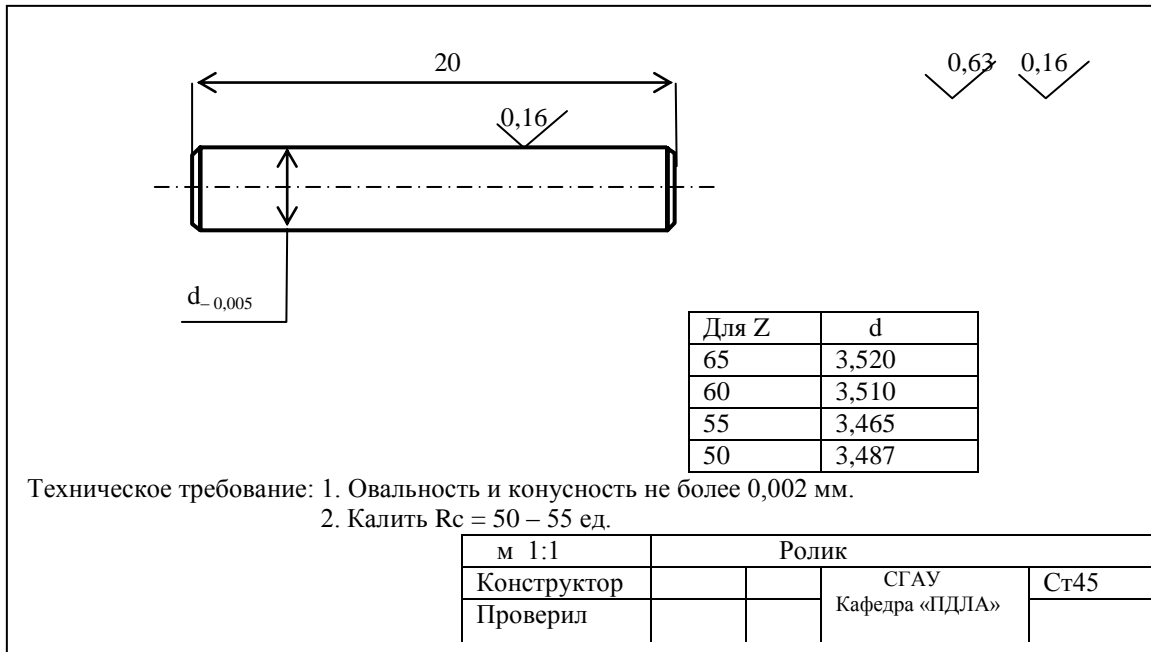 20
0,63 0,16
0,16
d– 0,005
Для Z d
65 3,520
60 3,510
55 3,465
50 3,487
Техническое требование: 1. Овальность и конусность не более 0,002 мм.
2. Калить Rc = 50 – 55 ед.
м 1:1 Ролик
Конструктор СГАУ Ст45
Проверил Кафедра «ПДЛА»